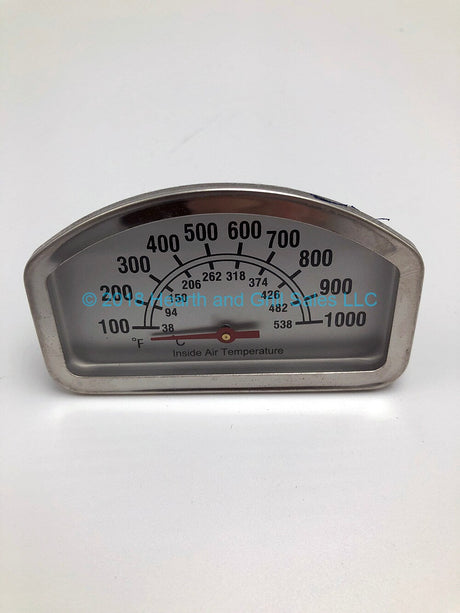 100 200 300 400 500 600 700 800 900 1000
38 94 150 206 262 318 374 426 482 538
°F °C
Inside Air Temperature
© 2018 Hearth and Grill Sales LLC